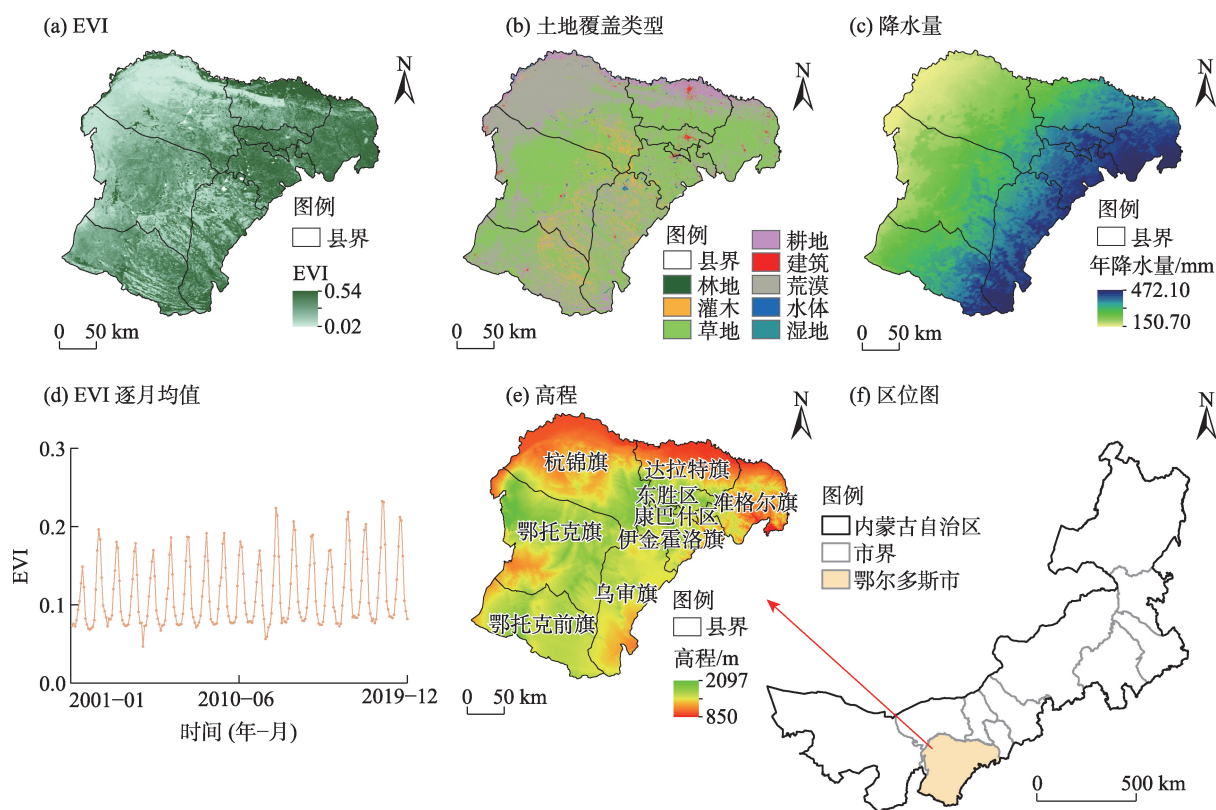 (a) EVI
N
图例
县界
EVI
0.54
0.02
0 50 km
(b) 土地覆盖类型
图例
县界
林地
灌木
草地
耕地
建筑
荒漠
水体
湿地
0 50 km
(c) 降水量
N
图例
县界
年降水量/mm
472.10
150.70
0 50 km
(d) EVI 逐月均值
EVI
0.3
0.2
0.1
0.0
2001-01
2010-06
2019-12
时间 (年-月)
(e) 高程
N
杭锦旗
达拉特旗
东胜区
准格尔旗
康巴什区
鄂托克旗
伊金霍洛旗
乌审旗
鄂托克前旗
图例
县界
高程/m
2097
850
0 50 km
(f) 区位图
N
图例
内蒙古自治区
市界
鄂尔多斯市
0 500 km